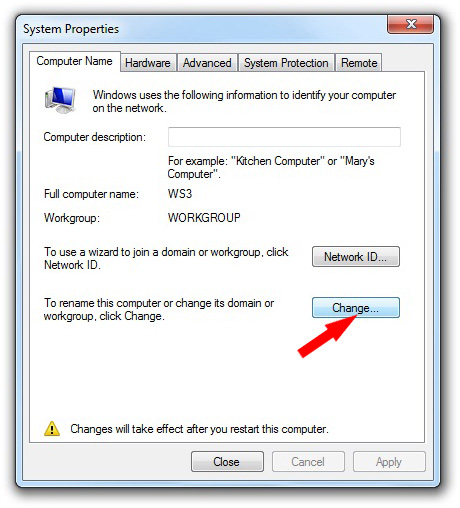 System Properties
Computer Name Hardware Advanced System Protection Remote
Windows uses the following information to identify your computer
on the network.
Computer description:
For example: "Kitchen Computer" or "Mary's
Computer".
Full computer name: WS3
Workgroup: WORKGROUP
To use a wizard to join a domain or workgroup, click
Network ID.
Network ID...
To rename this computer or change its domain or
workgroup, click Change.
Change...
Changes will take effect after you restart this computer.
Close Cancel Apply